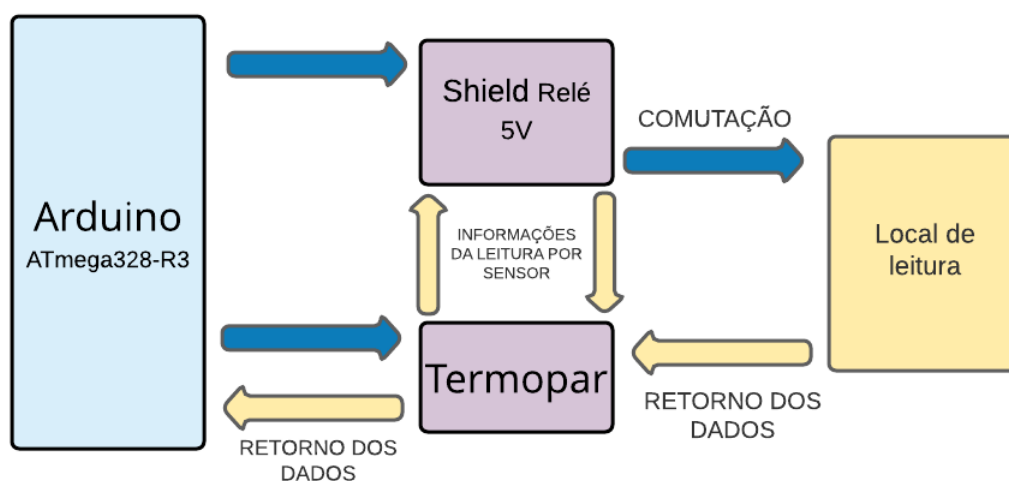 Arduino
ATmega328-R3
Shield Relé
5V
COMUTAÇÃO
INFORMAÇÕES
DA LEITURA POR
SENSOR
Local de
leitura
Termopar
RETORNO DOS
DADOS
RETORNO DOS
DADOS